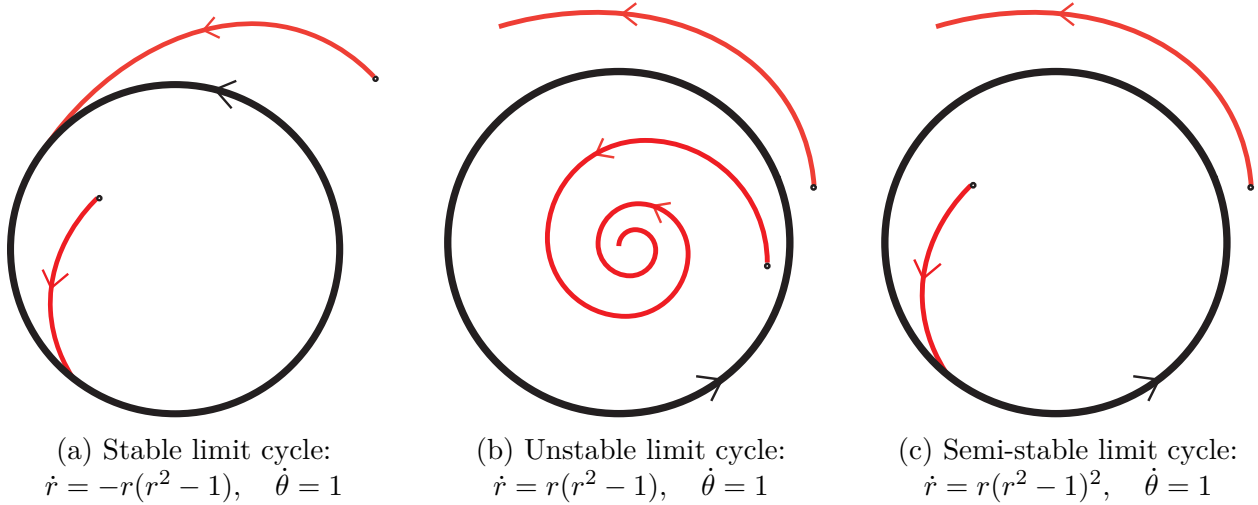 (a) Stable limit cycle:
ṙ = −r(r² − 1), θ̇ = 1
(b) Unstable limit cycle:
ṙ = r(r² − 1), θ̇ = 1
(c) Semi-stable limit cycle:
ṙ = r(r² − 1)², θ̇ = 1